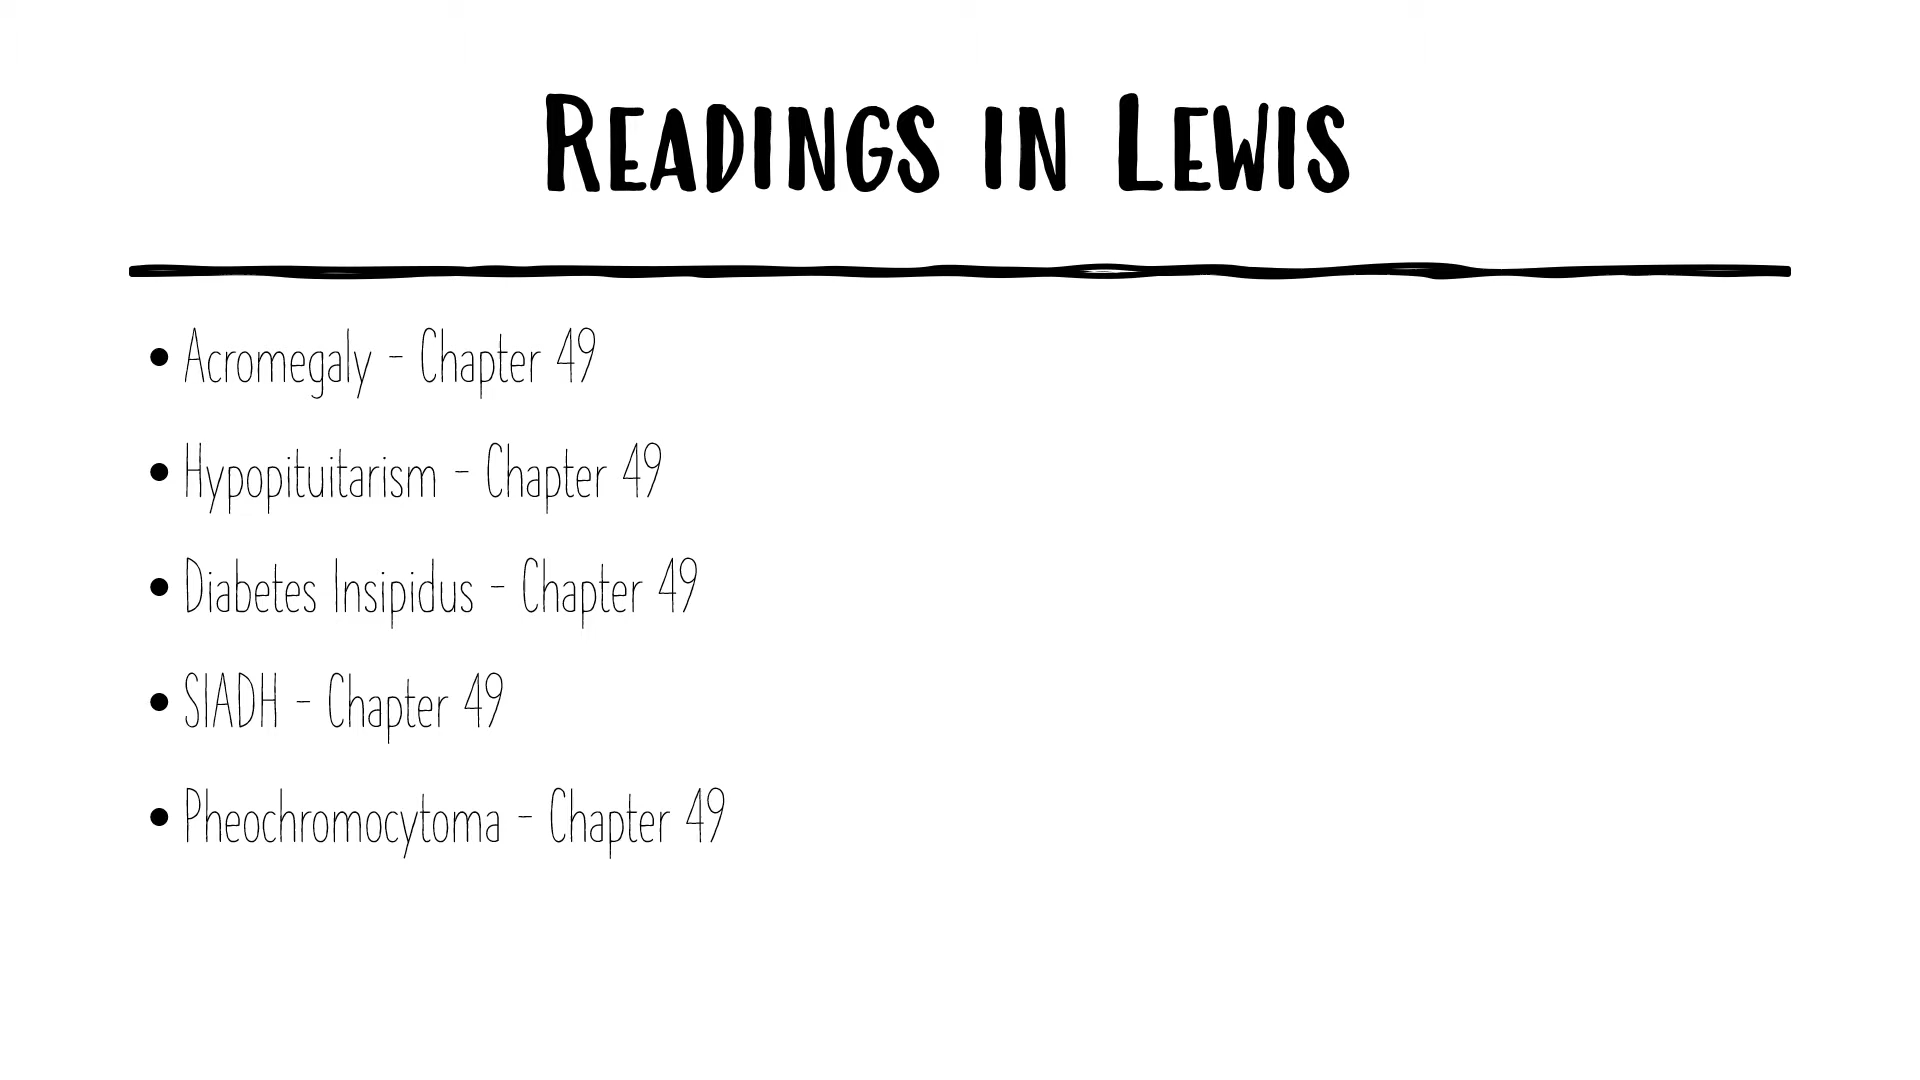 Readings in Lewis
• Acromegaly - Chapter 49
• Hypopituitarism - Chapter 49
• Diabetes Insipidus - Chapter 49
• SIADH - Chapter 49
• Pheochromocytoma - Chapter 49